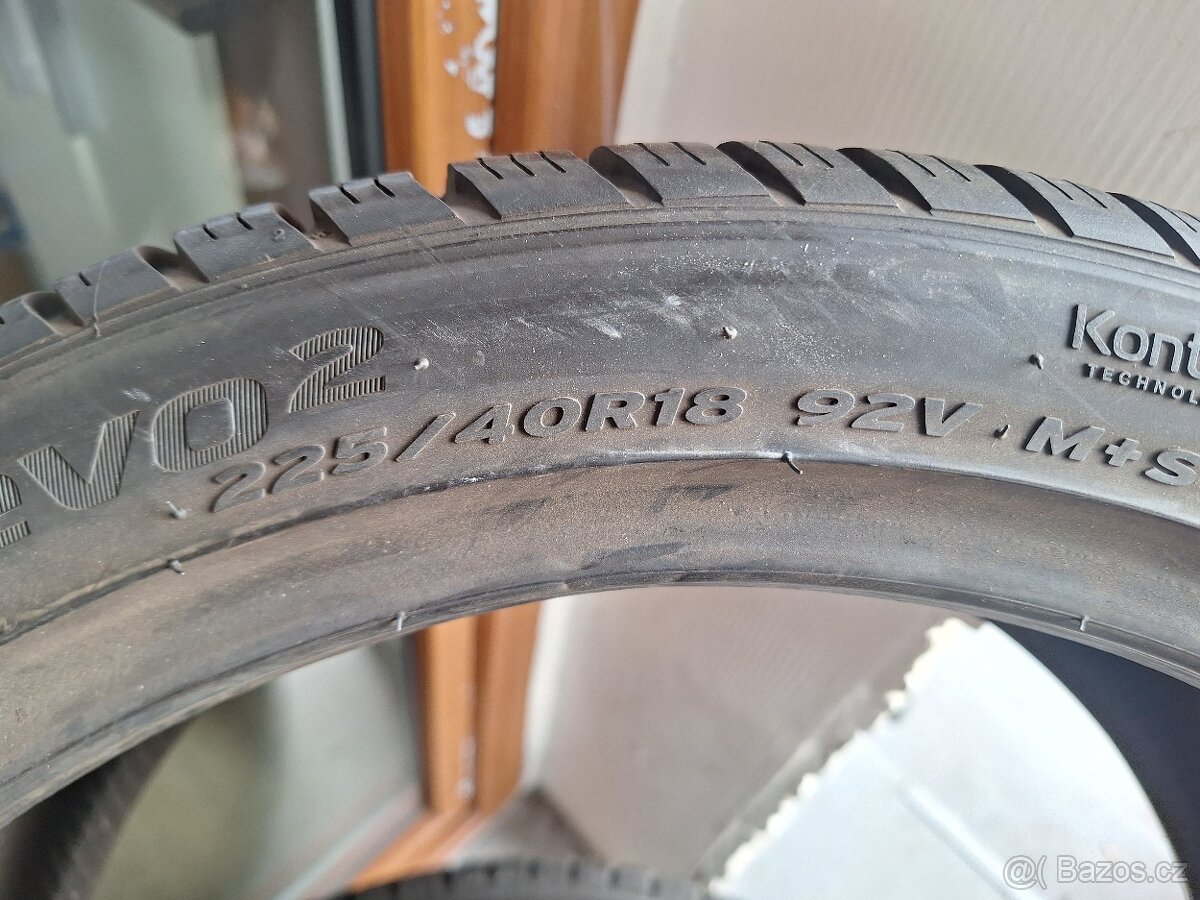 evo2
225/40R18 92V M+S
Kont
TECHNOL
Bazos.cz